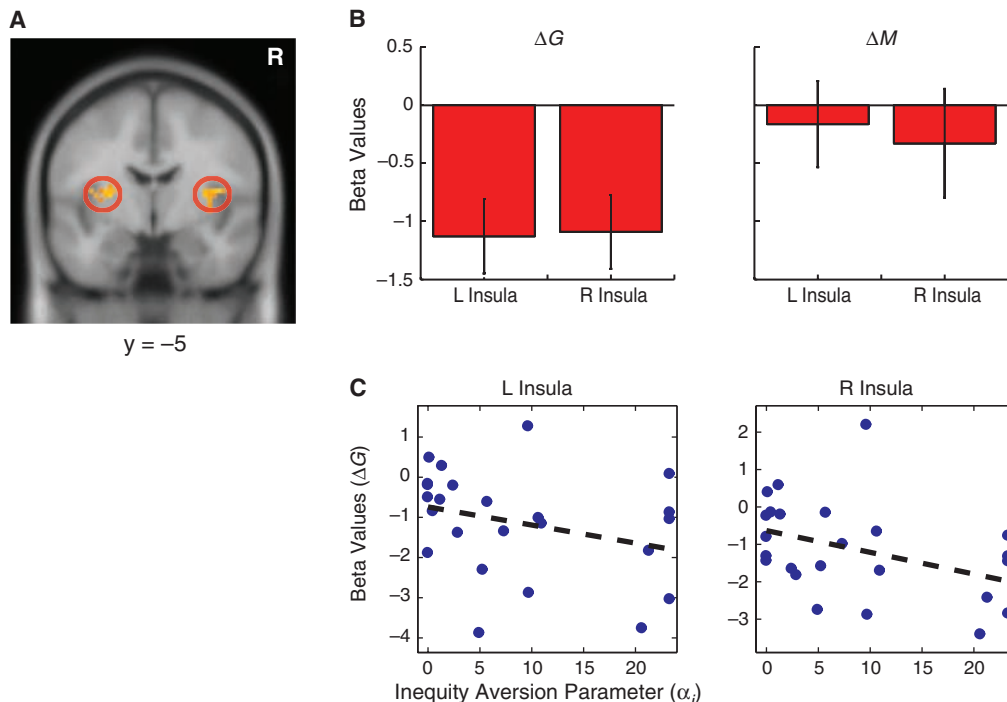 A
R
y = –5
B
ΔG
ΔM
Beta Values
0.5
0
–0.5
–1
–1.5
L Insula R Insula
L Insula R Insula
C
L Insula
R Insula
Beta Values (ΔG)
1
0
–1
–2
–3
–4
0 5 10 15 20
2
1
0
–1
–2
–3
0 5 10 15 20
Inequity Aversion Parameter (αi)